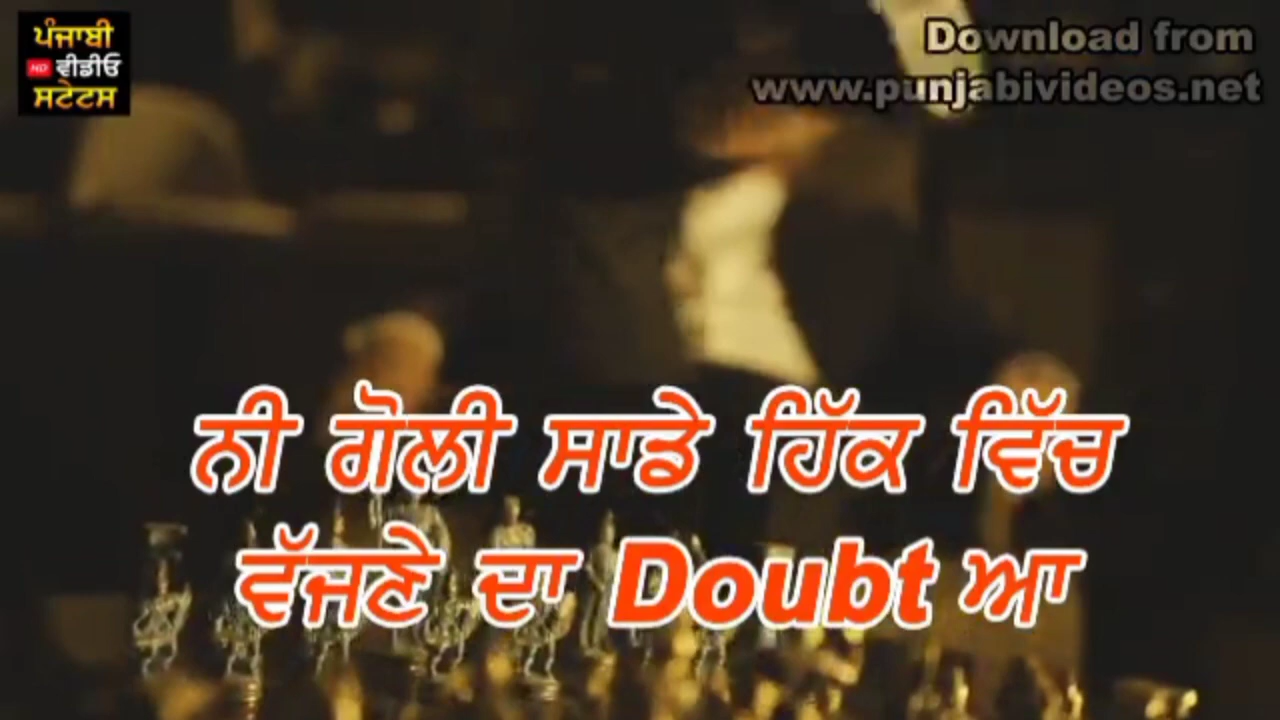 ਪੰਜਾਬੀ
HD ਵੀਡੀਓ
ਸਟੇਟਸ
Download from
www.punjabivideos.net
ਨੀ ਗੋਲੀ ਸਾਡੇ ਹਿੱਕ ਵਿੱਚ
ਵੱਜਣੇ ਦਾ Doubt ਆ